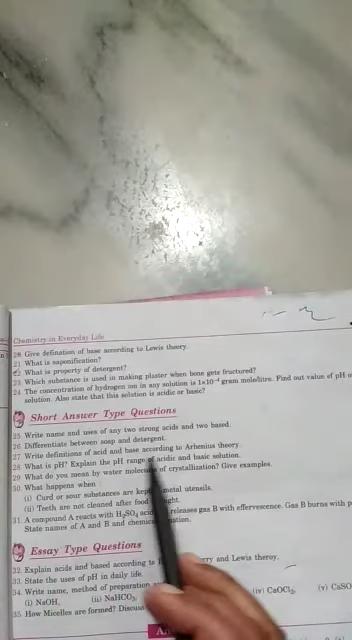 Chemistry in Everyday Life
20 Give defination of base according to Lewis theory.
21 What is saponification?
22 What is property of detergent?
23 Which substance is used in making plaster when bone gets fractured?
24 The concentration of hydrogen ion in any solution is 1×10⁻⁴ gram mole/litre. Find out value of pH o
solution. Also state that this solution is acidic or basic?
Short Answer Type Questions
25 Write name and uses of any two strong acids and two based.
26 Differentiate between soap and detergent.
27 Write definitions of acid and base according to Arhenius theory
28 What is pH? Explain the pH range of acidic and basic solution.
29 What do you mean by water molecule of crystallization? Give examples.
30 What happens when
(i) Curd or sour substances are kept metal utensils.
(ii) Teeth are not cleaned after food ght.
31. A compound A reacts with H₂SO₄ releases gas B with effervescence. Gas B burns with p
State names of A and B and chemic
Essay Type Questions
32. Explain acids and based according to rry and Lewis theroy.
33. State the uses of pH in daily life.
34. Write name, method of preparation
(i) NaOH, (ii) NaHCO₃, (iv) CaOCl₂, (v) CaSO
35. How Micelles are formed? Discuss